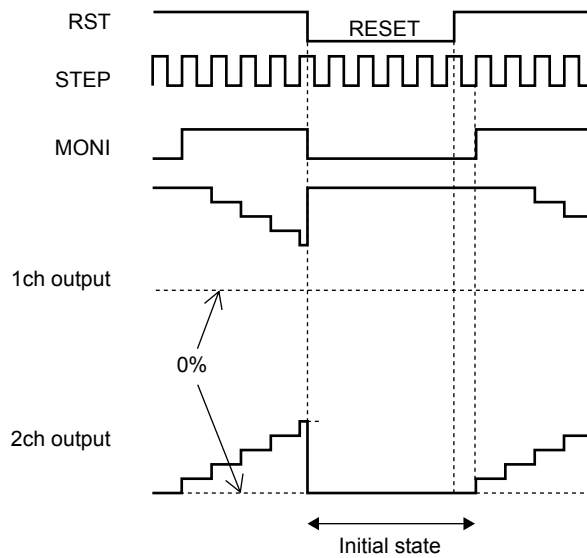 RST
RESET
STEP
MONI
1ch output
0%
2ch output
Initial state